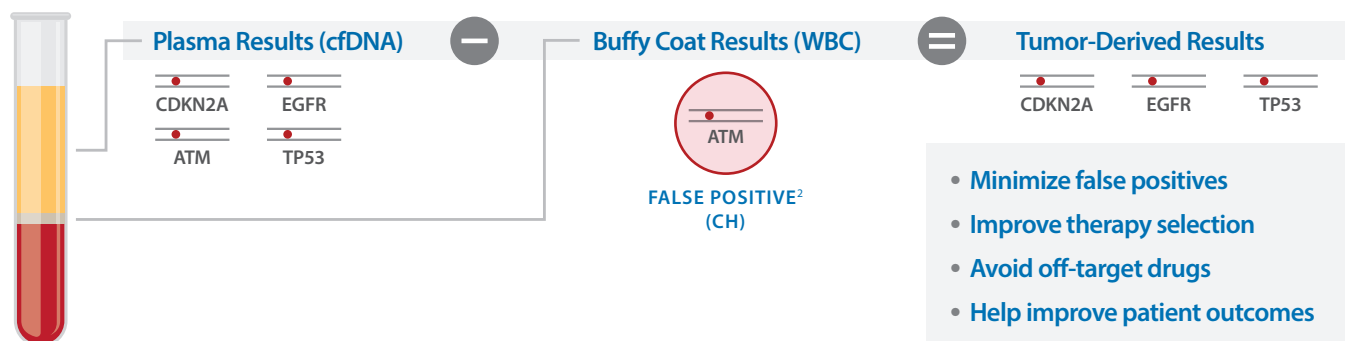 Plasma Results (cfDNA)
CDKN2A
EGFR
ATM
TP53
Buffy Coat Results (WBC)
ATM
FALSE POSITIVE²
(CH)
Tumor-Derived Results
CDKN2A
EGFR
TP53
• Minimize false positives
• Improve therapy selection
• Avoid off-target drugs
• Help improve patient outcomes